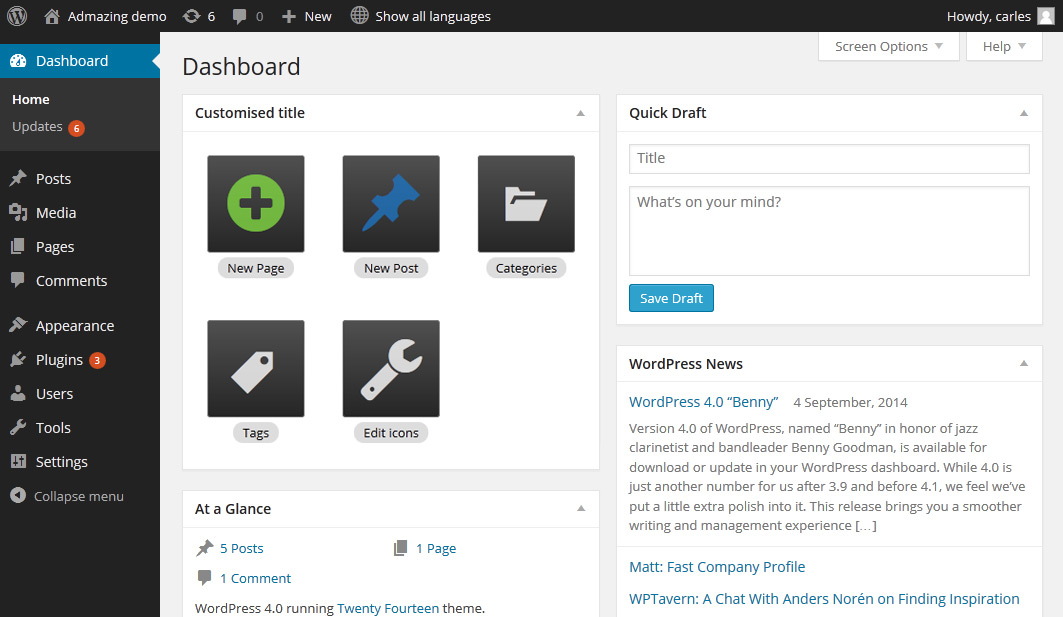 Admazing demo 6 0 New Show all languages Howdy, carles
Screen Options Help
Dashboard
Home
Updates 6
Posts
Media
Pages
Comments
Appearance
Plugins 3
Users
Tools
Settings
Collapse menu
Dashboard
Customised title
New Page New Post Categories
Tags Edit icons
At a Glance
5 Posts 1 Page
1 Comment
WordPress 4.0 running Twenty Fourteen theme.
Quick Draft
Title
What's on your mind?
Save Draft
WordPress News
WordPress 4.0 “Benny” 4 September, 2014
Version 4.0 of WordPress, named “Benny” in honor of jazz
clarinetist and bandleader Benny Goodman, is available for
download or update in your WordPress dashboard. While 4.0 is
just another number for us after 3.9 and before 4.1, we feel we’ve
put a little extra polish into it. This release brings you a smoother
writing and management experience […]
Matt: Fast Company Profile
WPTavern: A Chat With Anders Norén on Finding Inspiration